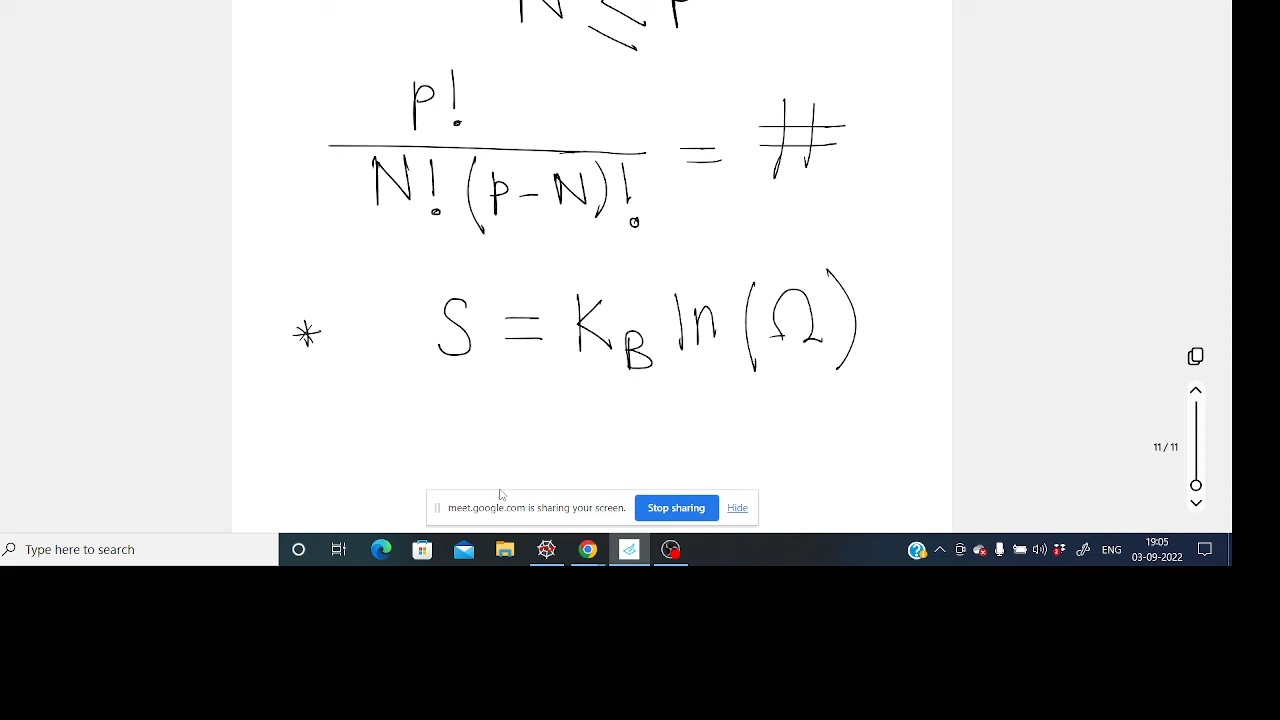 N ≤ p
p!
N! (p - N)! = #
* S = K_B ln (Ω)
11 / 11
meet.google.com is sharing your screen. Stop sharing Hide
Type here to search
ENG 19:05
03-09-2022